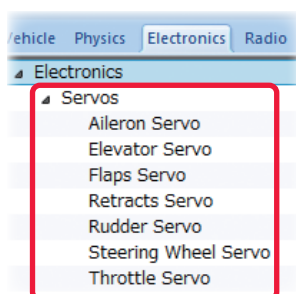 Vehicle Physics Electronics Radio
Electronics
Servos
Aileron Servo
Elevator Servo
Flaps Servo
Retracts Servo
Rudder Servo
Steering Wheel Servo
Throttle Servo